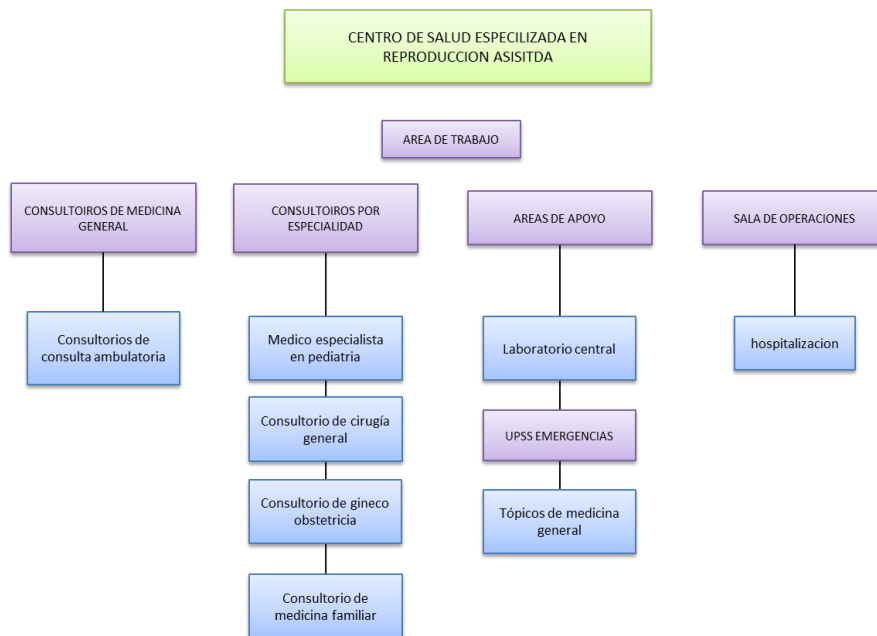 CENTRO DE SALUD ESPECILIZADA EN
REPRODUCCION ASISITDA
AREA DE TRABAJO
CONSULTOIROS DE MEDICINA
GENERAL
Consultorios de
consulta ambulatoria
CONSULTOIROS POR
ESPECIALIDAD
Medico especialista
en pediatria
Consultorio de cirugía
general
Consultorio de gineco
obstetricia
Consultorio de
medicina familiar
AREAS DE APOYO
Laboratorio central
UPSS EMERGENCIAS
Tópicos de medicina
general
SALA DE OPERACIONES
hospitalizacion